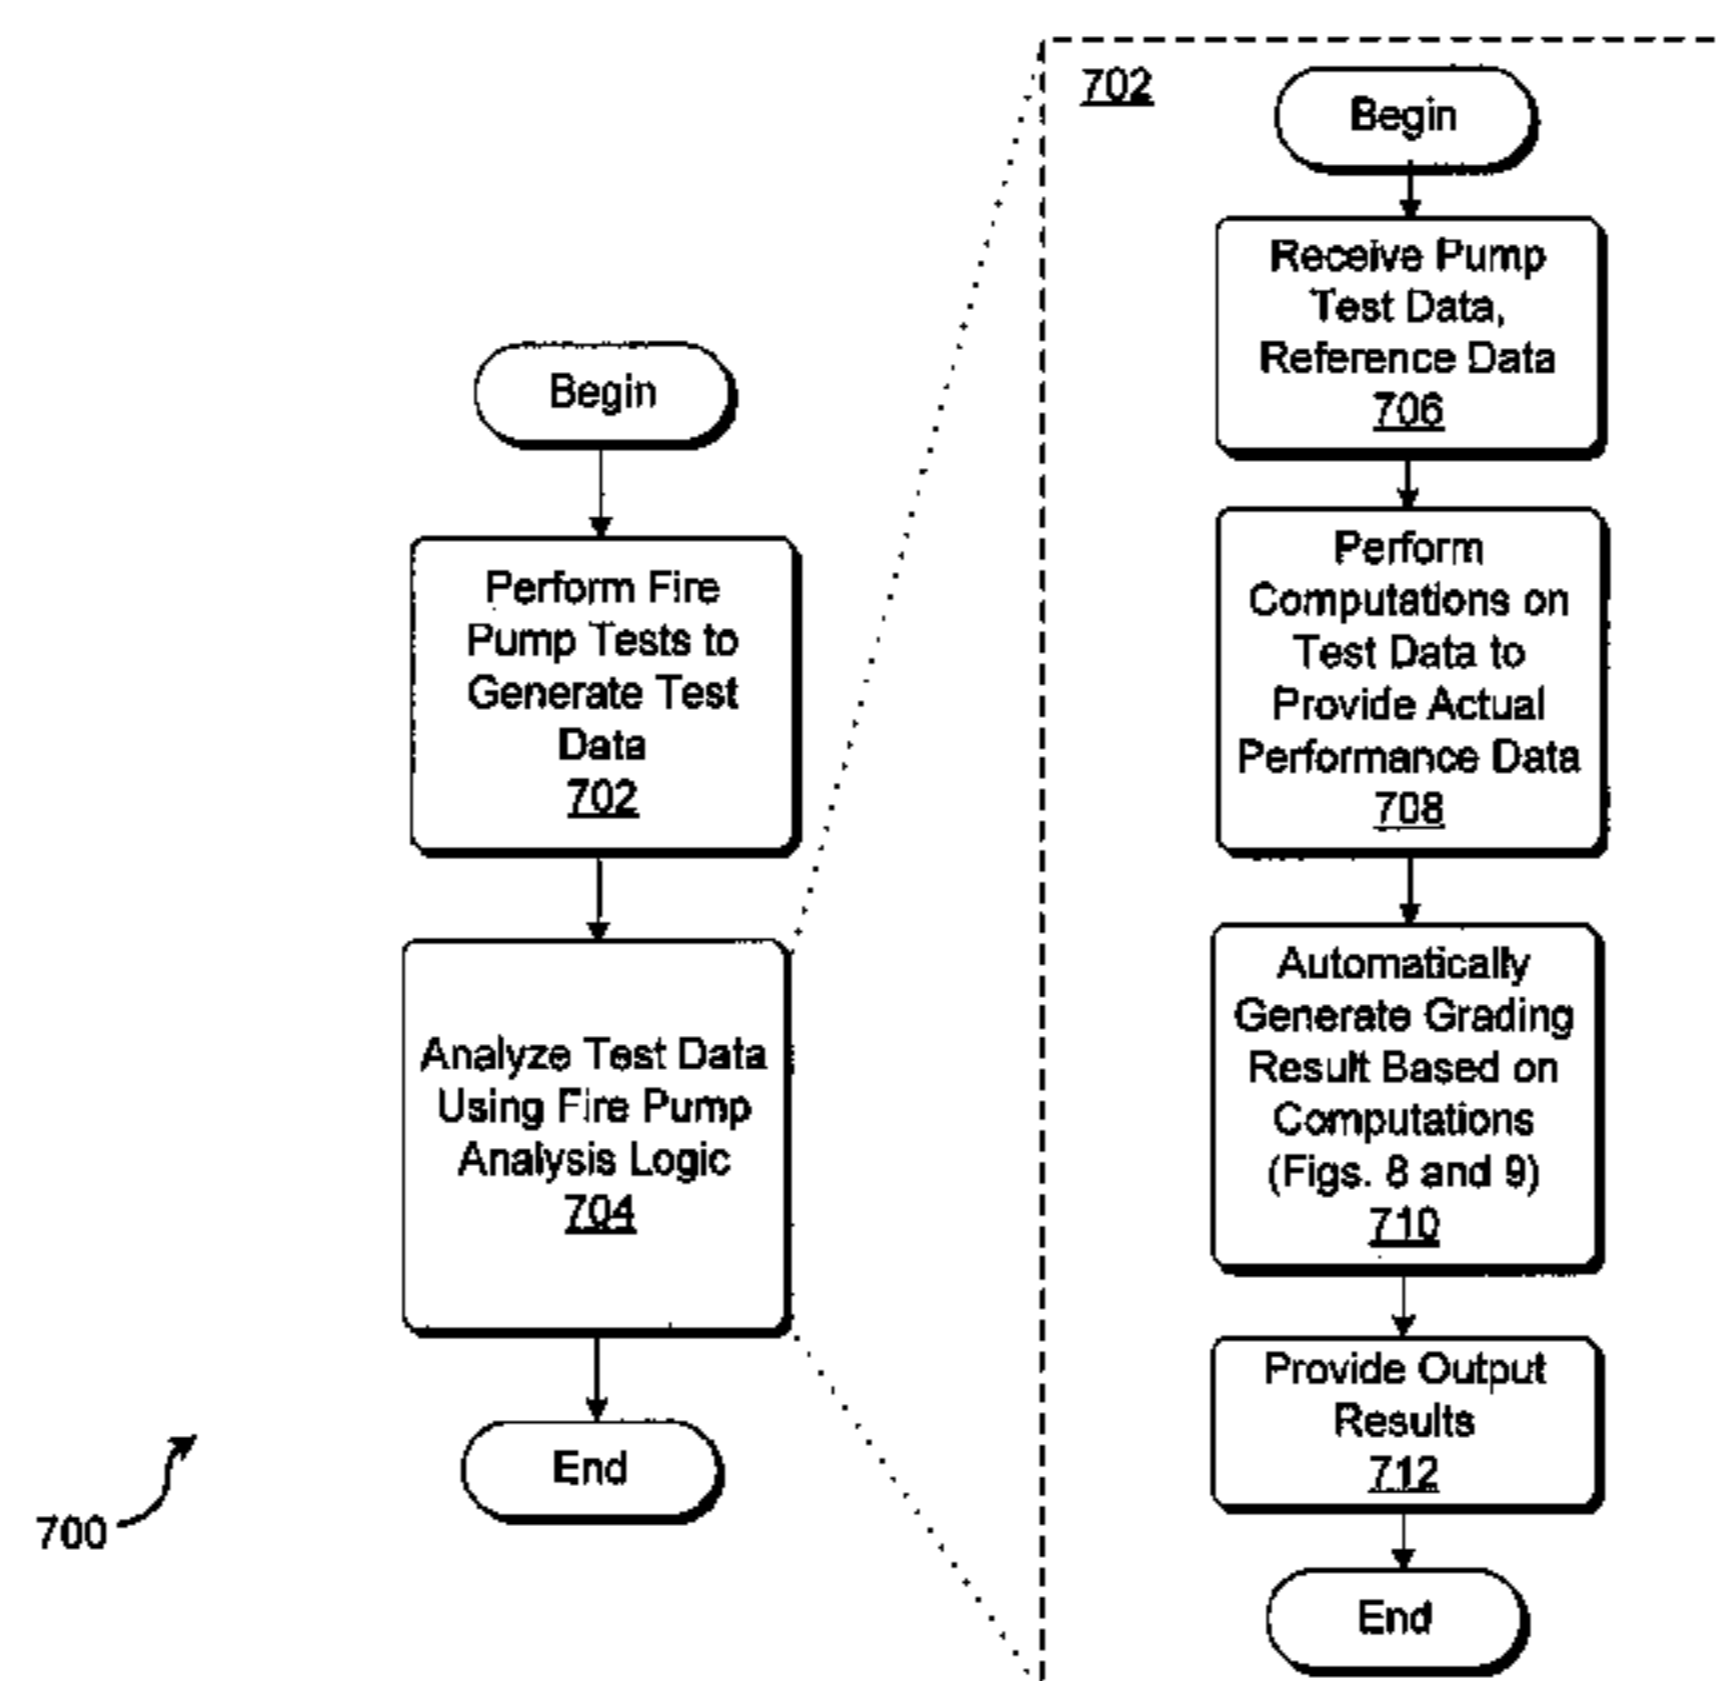 Begin
Perform Fire
Pump Tests to
Generate Test
Data
702
Analyze Test Data
Using Fire Pump
Analysis Logic
704
End
700
702
Begin
Receive Pump
Test Data,
Reference Data
706
Perform
Computations on
Test Data to
Provide Actual
Performance Data
708
Automatically
Generate Grading
Result Based on
Computations
(Figs. 8 and 9)
710
Provide Output
Results
712
End